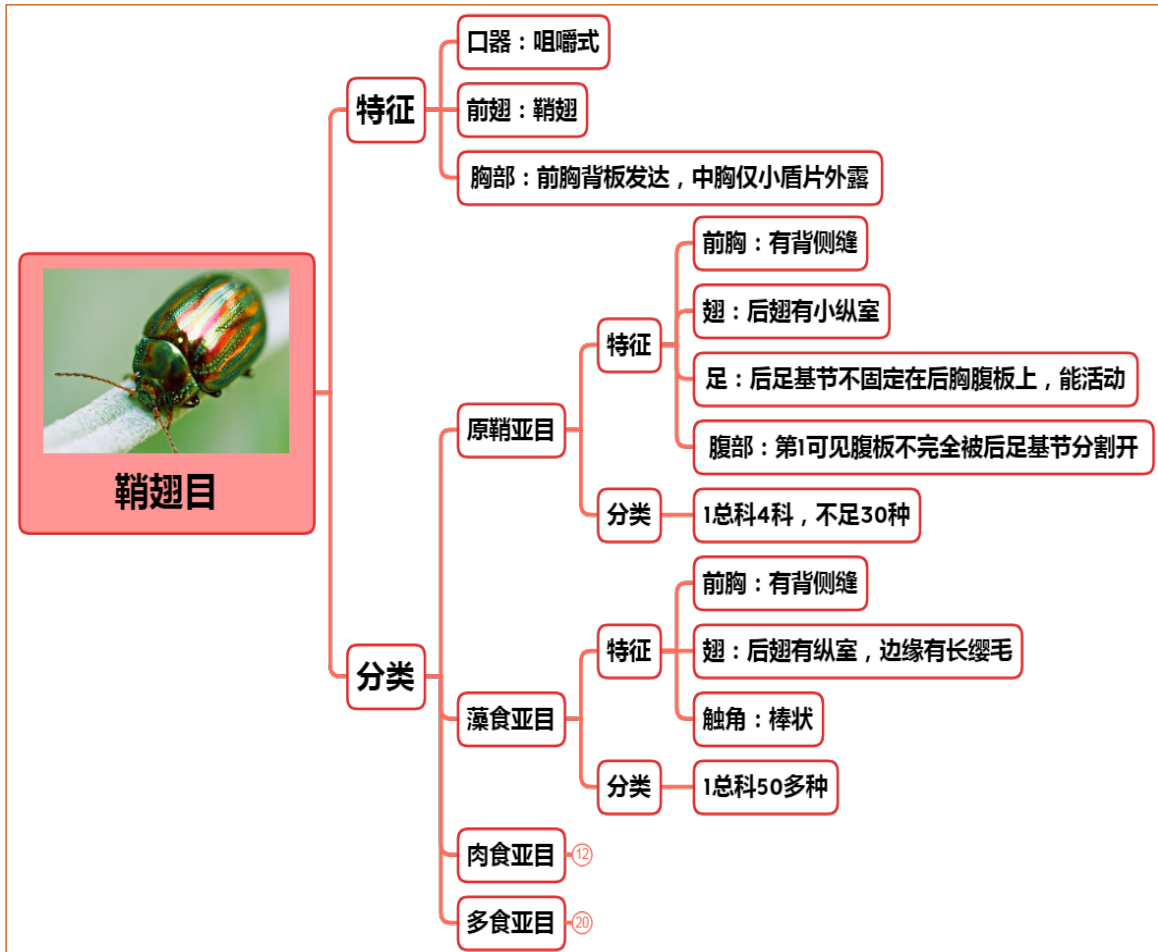 鞘翅目
特征
口器：咀嚼式
前翅：鞘翅
胸部：前胸背板发达，中胸仅小盾片外露
分类
原鞘亚目
特征
前胸：有背侧缝
翅：后翅有小纵室
足：后足基节不固定在后胸腹板上，能活动
腹部：第1可见腹板不完全被后足基节分割开
分类
1总科4科，不足30种
藻食亚目
特征
前胸：有背侧缝
翅：后翅有纵室，边缘有长缨毛
触角：棒状
分类
1总科50多种
肉食亚目
12
多食亚目
20